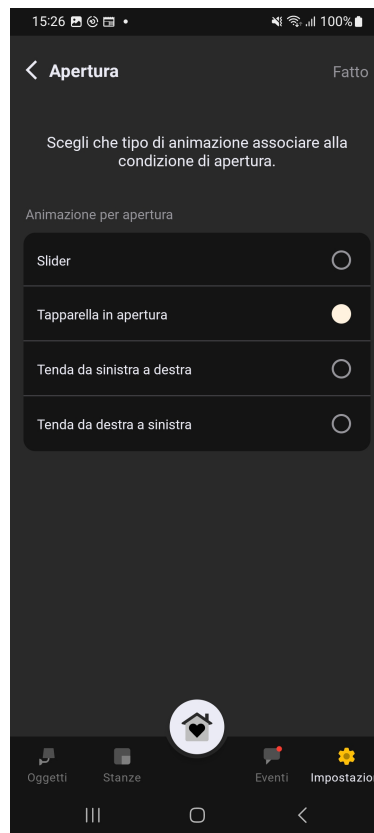 15:26
100%
Apertura
Fatto
Scegli che tipo di animazione associare alla
condizione di apertura.
Animazione per apertura
Slider
Tapparella in apertura
Tenda da sinistra a destra
Tenda da destra a sinistra
Oggetti
Stanze
Eventi
Impostazio